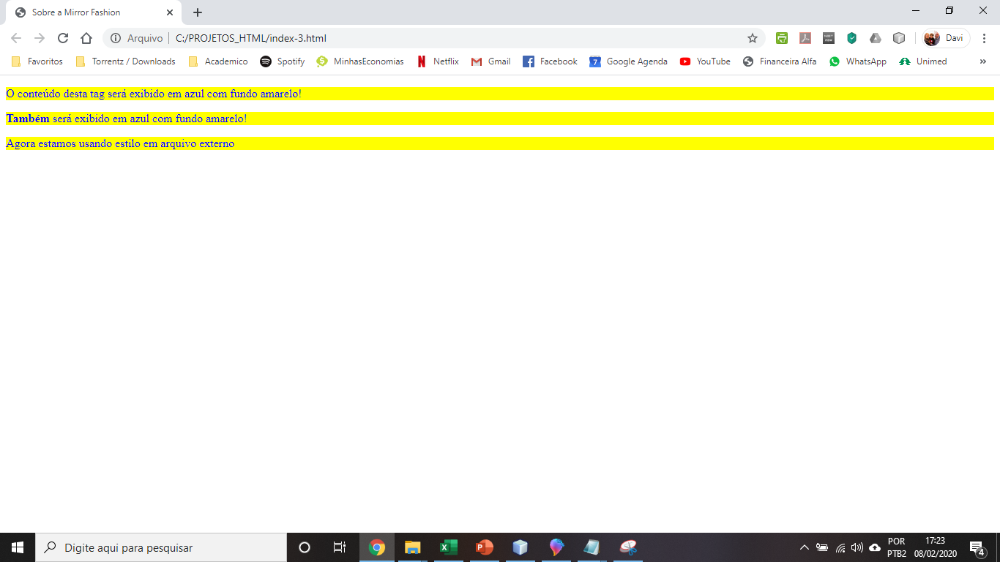 Sobre a Mirror Fashion
Arquivo C:/PROJETOS_HTML/index-3.html Davi
Favoritos Torrentz / Downloads Academico Spotify MinhasEconomias Netflix Gmail Facebook 7 Google Agenda YouTube Financeira Alfa WhatsApp Unimed »
O conteúdo desta tag será exibido em azul com fundo amarelo!
Também será exibido em azul com fundo amarelo!
Agora estamos usando estilo em arquivo externo
Digite aqui para pesquisar
POR
PTB2
17:23
08/02/2020
4